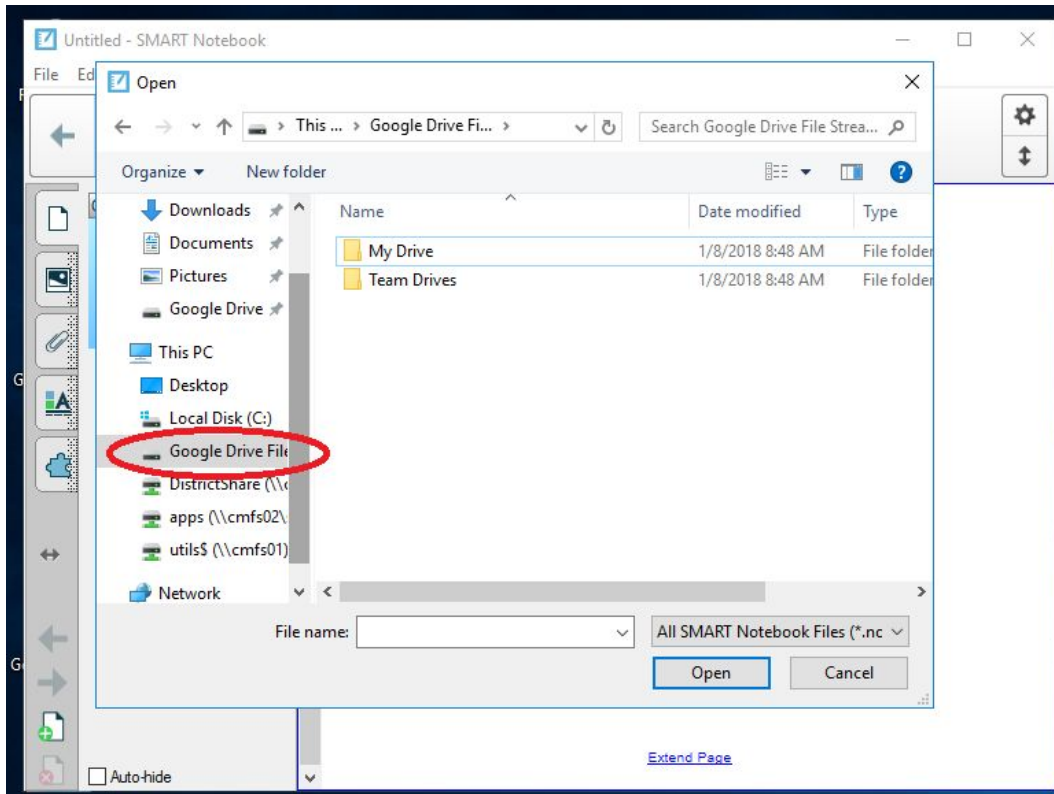 Untitled - SMART Notebook
File Ed
Open
This ... > Google Drive Fi... >
Search Google Drive File Strea...
Organize New folder
?
Name Date modified Type
Downloads
Documents
Pictures
Google Drive
This PC
Desktop
Local Disk (C:)
Google Drive File
DistrictShare (\\c
apps (\\cmfs02\
utils$ (\\cmfs01)
Network
My Drive 1/8/2018 8:48 AM File folder
Team Drives 1/8/2018 8:48 AM File folder
File name:
All SMART Notebook Files (*.nc
Open Cancel
Extend Page
Auto-hide
G